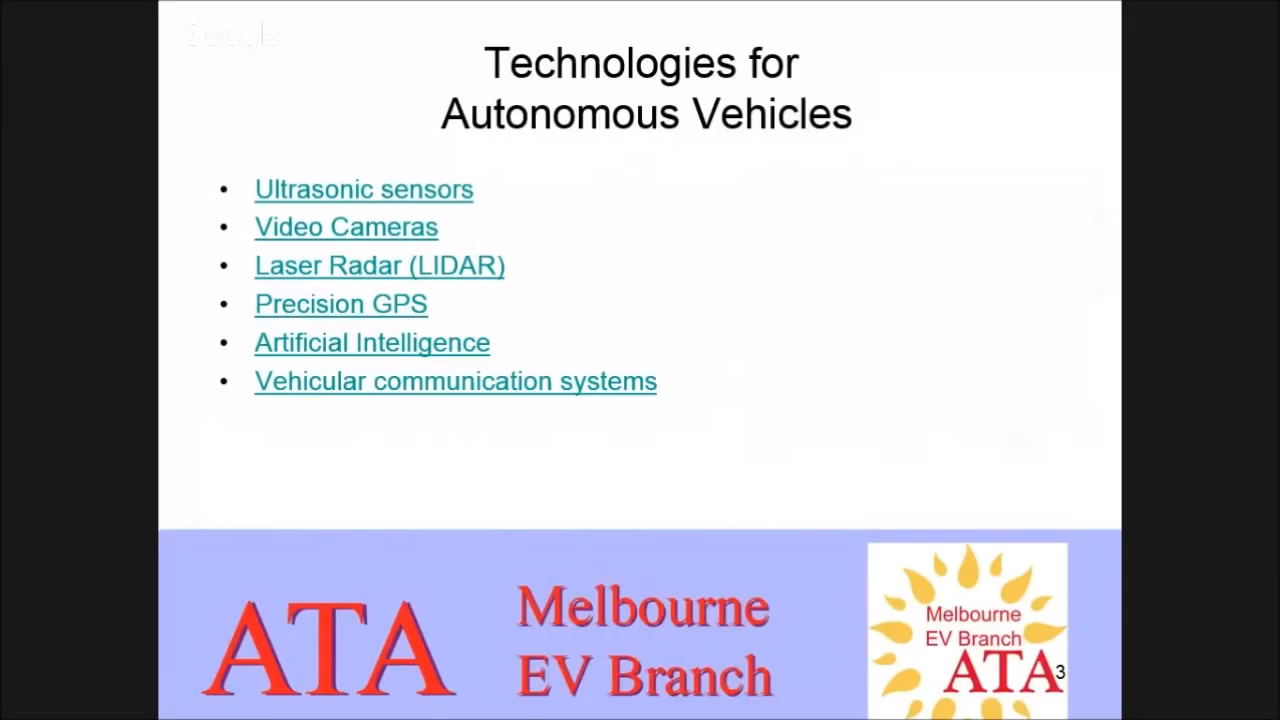 Google
Technologies for
Autonomous Vehicles
• Ultrasonic sensors
• Video Cameras
• Laser Radar (LIDAR)
• Precision GPS
• Artificial Intelligence
• Vehicular communication systems
ATA
Melbourne
EV Branch
Melbourne
EV Branch
ATA
3